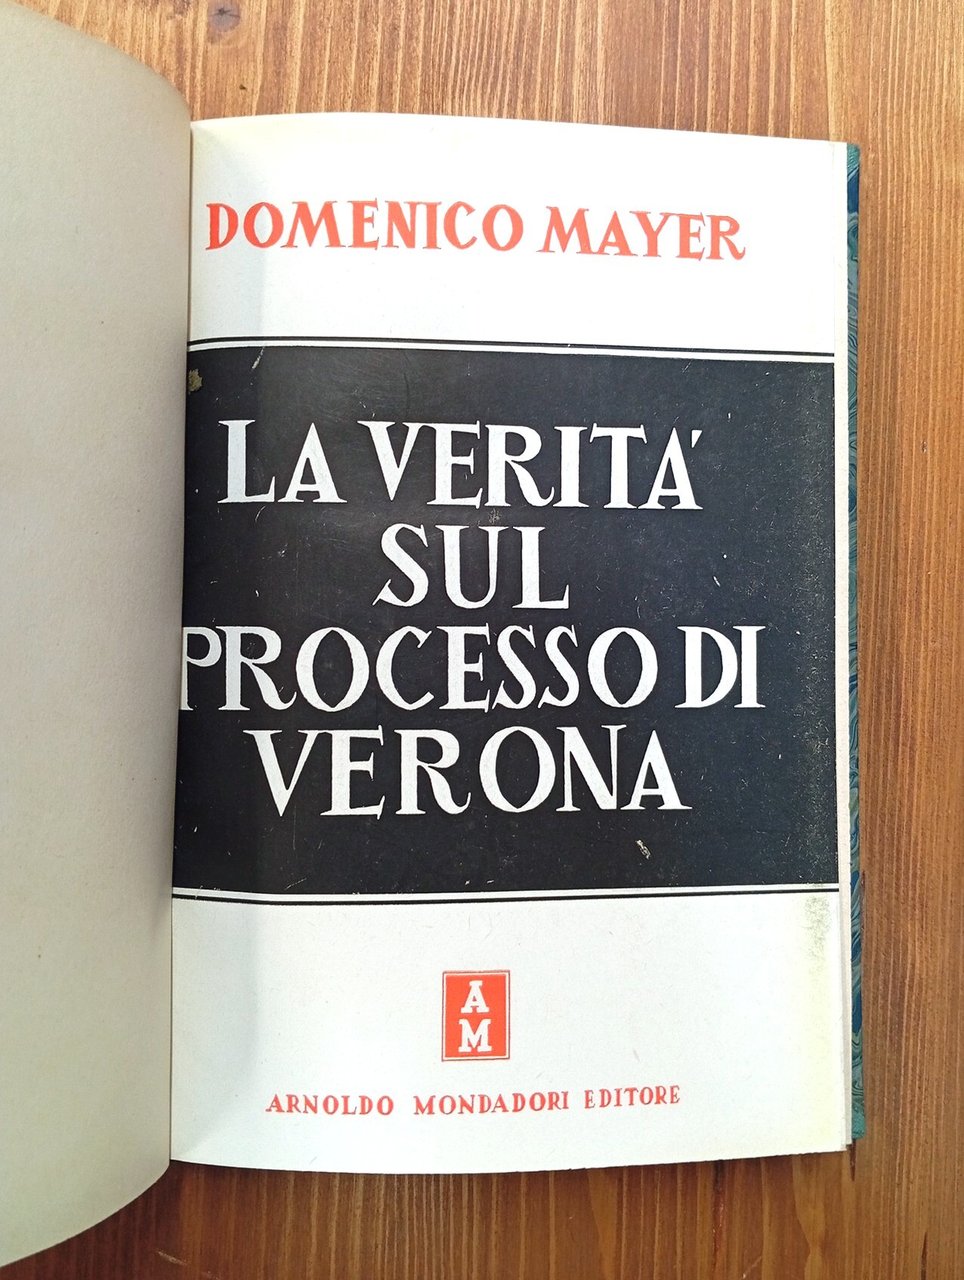 DOMENICO MAYER
LA VERITA'
SUL
PROCESSO DI
VERONA
A
M
ARNOLDO MONDADORI EDITORE